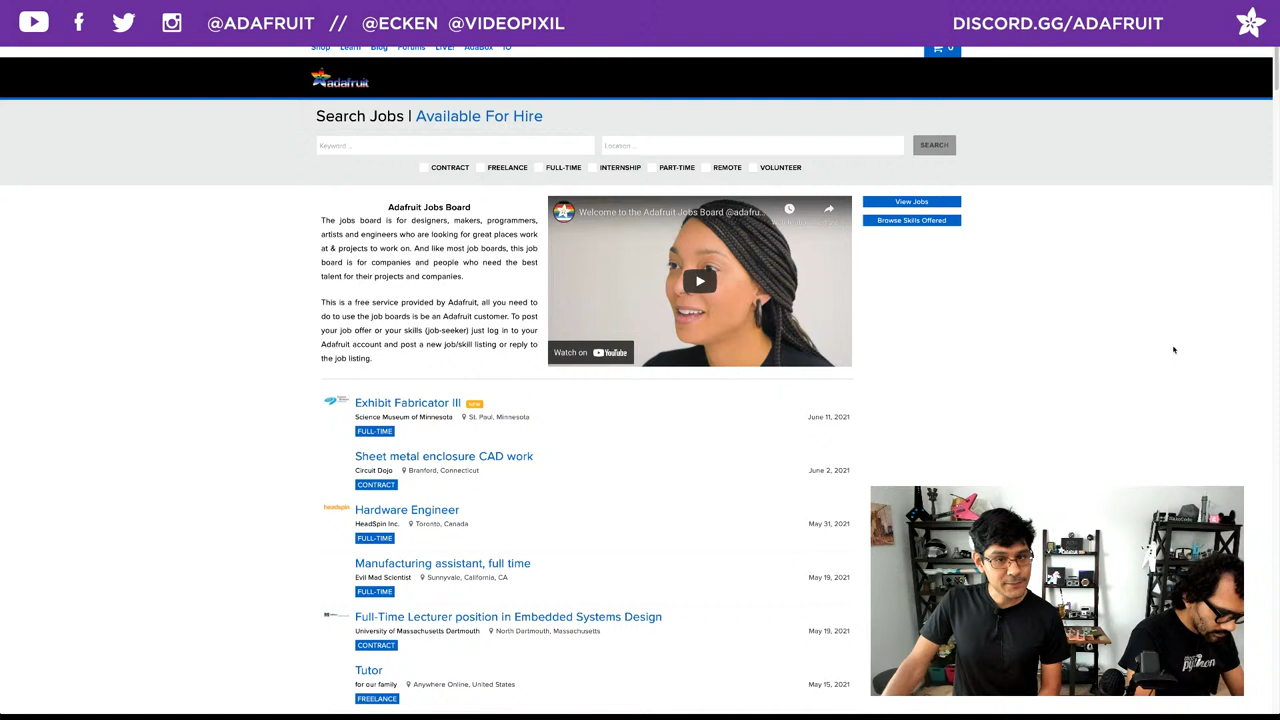 @ADAFRUIT // @ECKEN @VIDEOPIXIL
DISCORD.GG/ADAFRUIT
Shop Learn Blog Forums LIVE! AdaBox IO
0
adafruit
Search Jobs | Available For Hire
Keyword ...
Location ...
SEARCH
CONTRACT FREELANCE FULL-TIME INTERNSHIP PART-TIME REMOTE VOLUNTEER
Adafruit Jobs Board
The jobs board is for designers, makers, programmers,
artists and engineers who are looking for great places work
at & projects to work on. And like most job boards, this job
board is for companies and people who need the best
talent for their projects and companies.
This is a free service provided by Adafruit, all you need to
do to use the job boards is be an Adafruit customer. To post
your job offer or your skills (job-seeker) just log in to your
Adafruit account and post a new job/skill listing or reply to
the job listing.
Welcome to the Adafruit Jobs Board @adafru...
Watch on YouTube
View Jobs
Browse Skills Offered
Exhibit Fabricator III NEW
Science Museum of Minnesota St. Paul, Minnesota June 11, 2021
FULL-TIME
Sheet metal enclosure CAD work
Circuit Dojo Branford, Connecticut June 2, 2021
CONTRACT
headspin
Hardware Engineer
HeadSpin Inc. Toronto, Canada May 31, 2021
FULL-TIME
Manufacturing assistant, full time
Evil Mad Scientist Sunnyvale, California, CA May 19, 2021
FULL-TIME
Full-Time Lecturer position in Embedded Systems Design
University of Massachusetts Dartmouth North Dartmouth, Massachusetts May 19, 2021
CONTRACT
Tutor
for our family Anywhere Online, United States May 15, 2021
FREELANCE
python